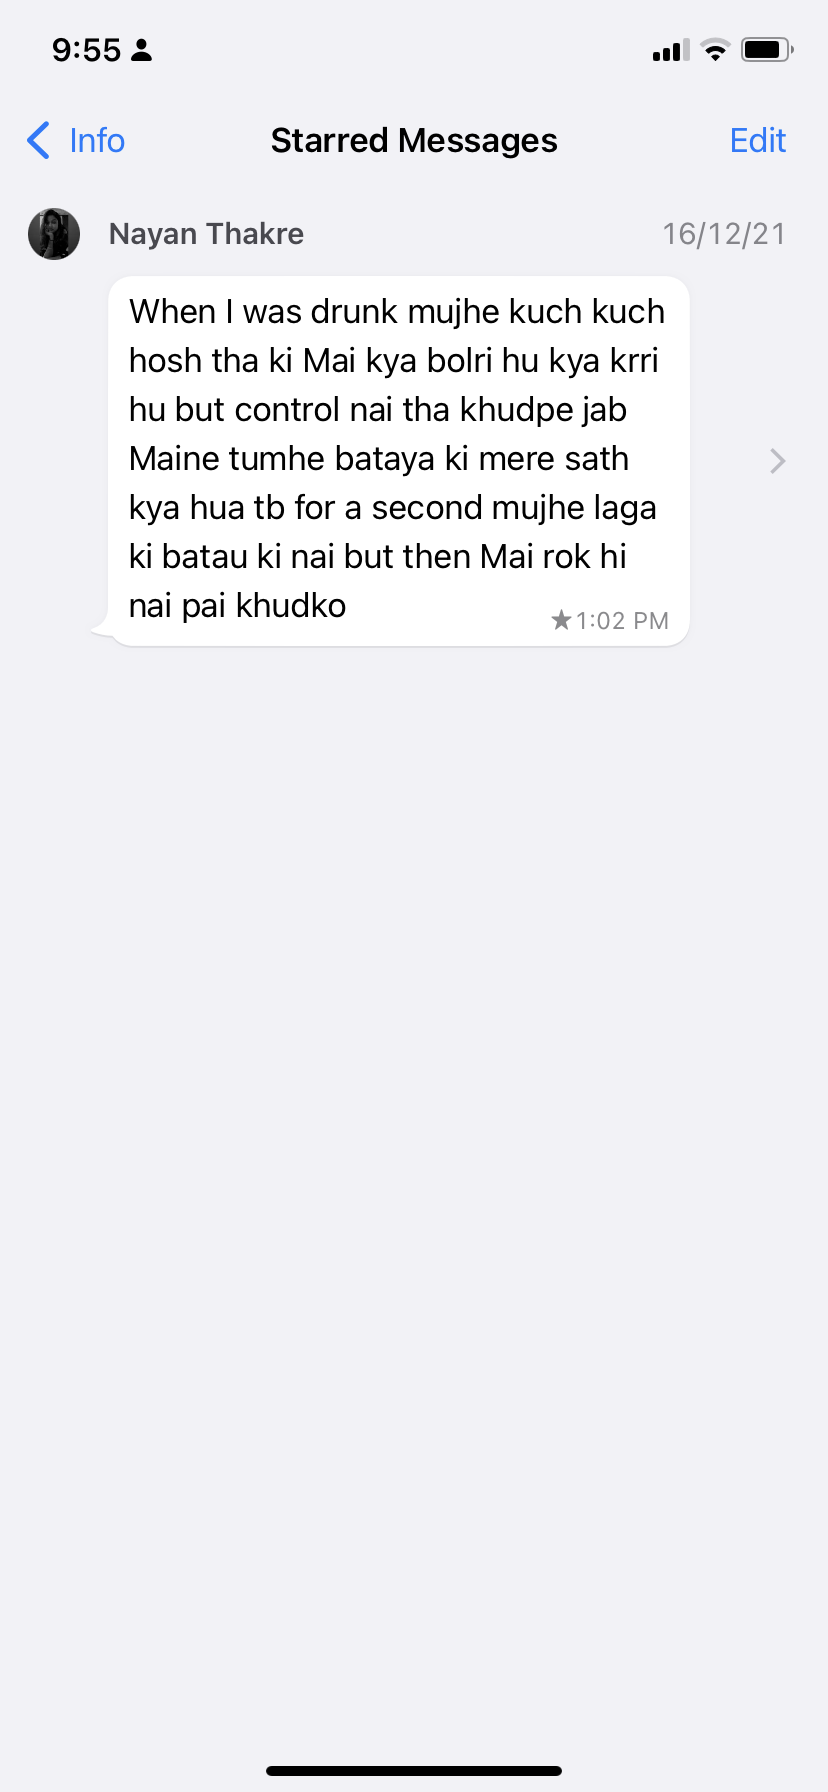 9:55
Info Starred Messages Edit
Nayan Thakre 16/12/21
When I was drunk mujhe kuch kuch
hosh tha ki Mai kya bolri hu kya krri
hu but control nai tha khudpe jab
Maine tumhe bataya ki mere sath
kya hua tb for a second mujhe laga
ki batau ki nai but then Mai rok hi
nai pai khudko
★1:02 PM